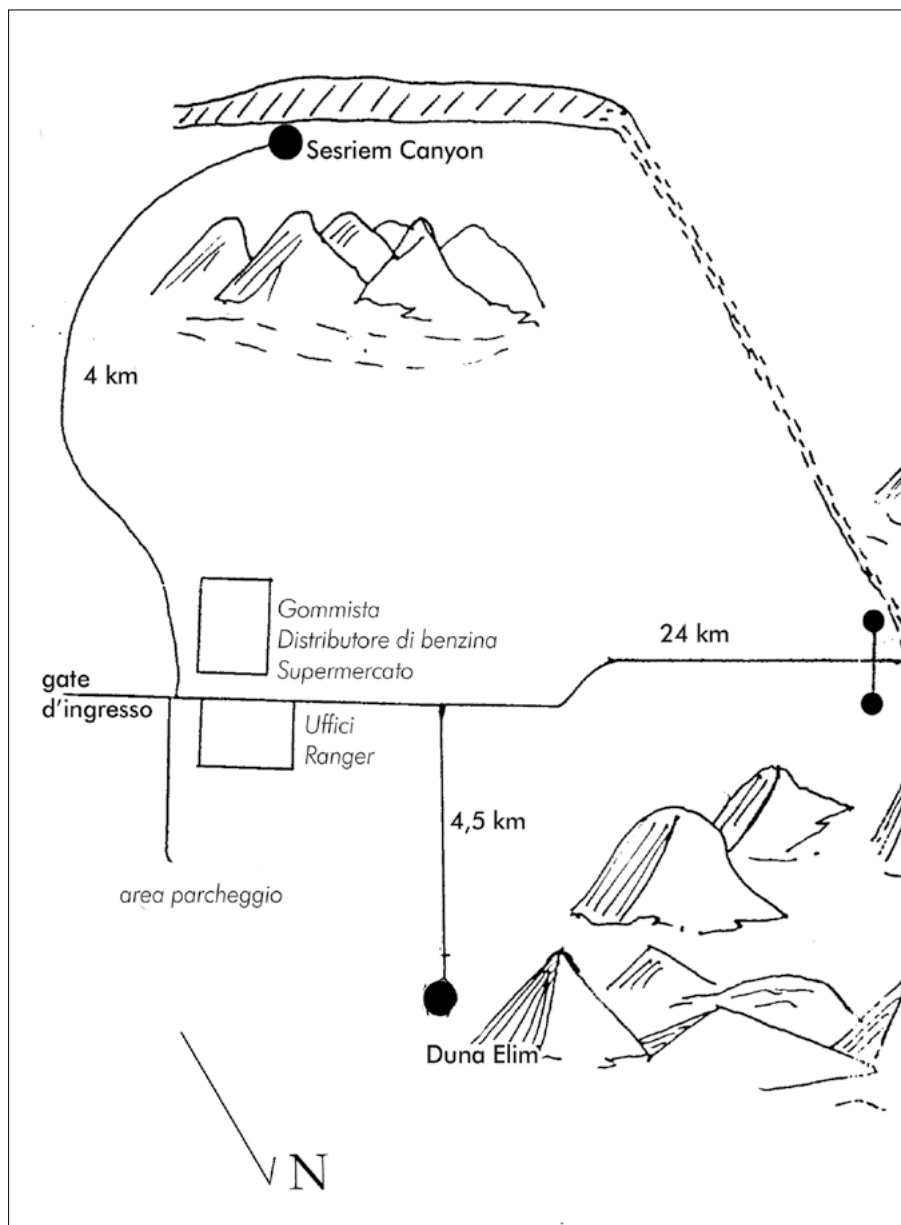 Sesriem Canyon
4 km
Gommista
Distributore di benzina
Supermercato
24 km
gate
d'ingresso
Uffici
Ranger
4,5 km
area parcheggio
Duna Elim
N